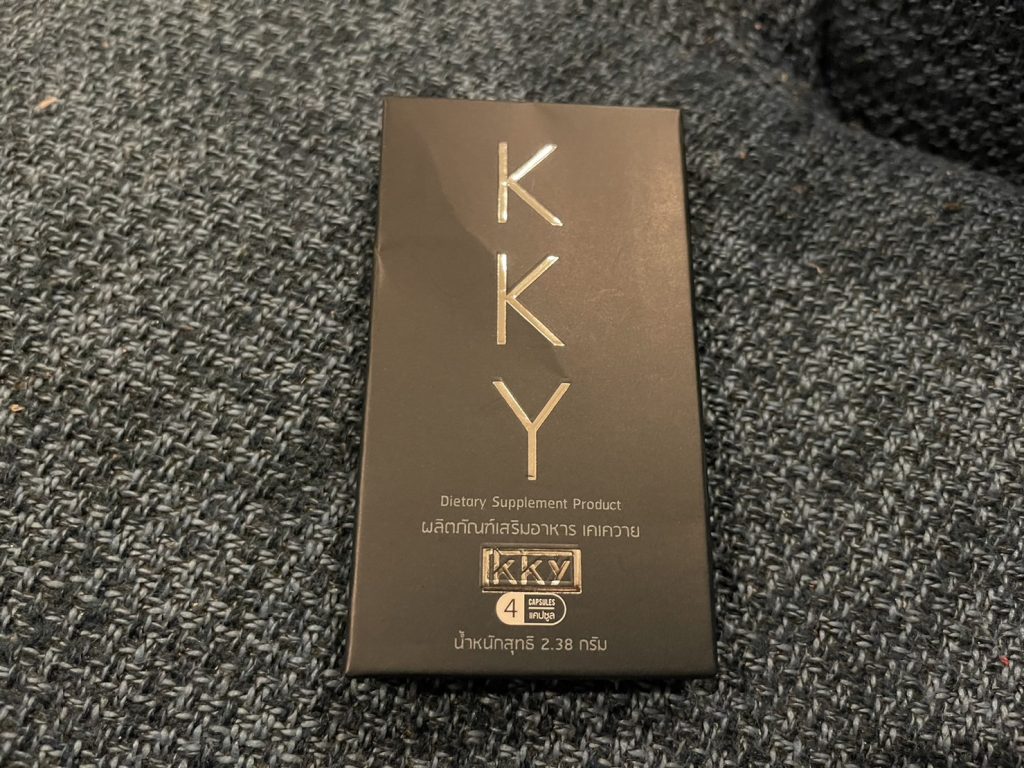 K
K
Y
Dietary Supplement Product
ผลิตภัณฑ์เสริมอาหาร เคเควาย
kky
4 CAPSULES
แคปซูล
น้ำหนักสุทธิ 2.38 กรัม